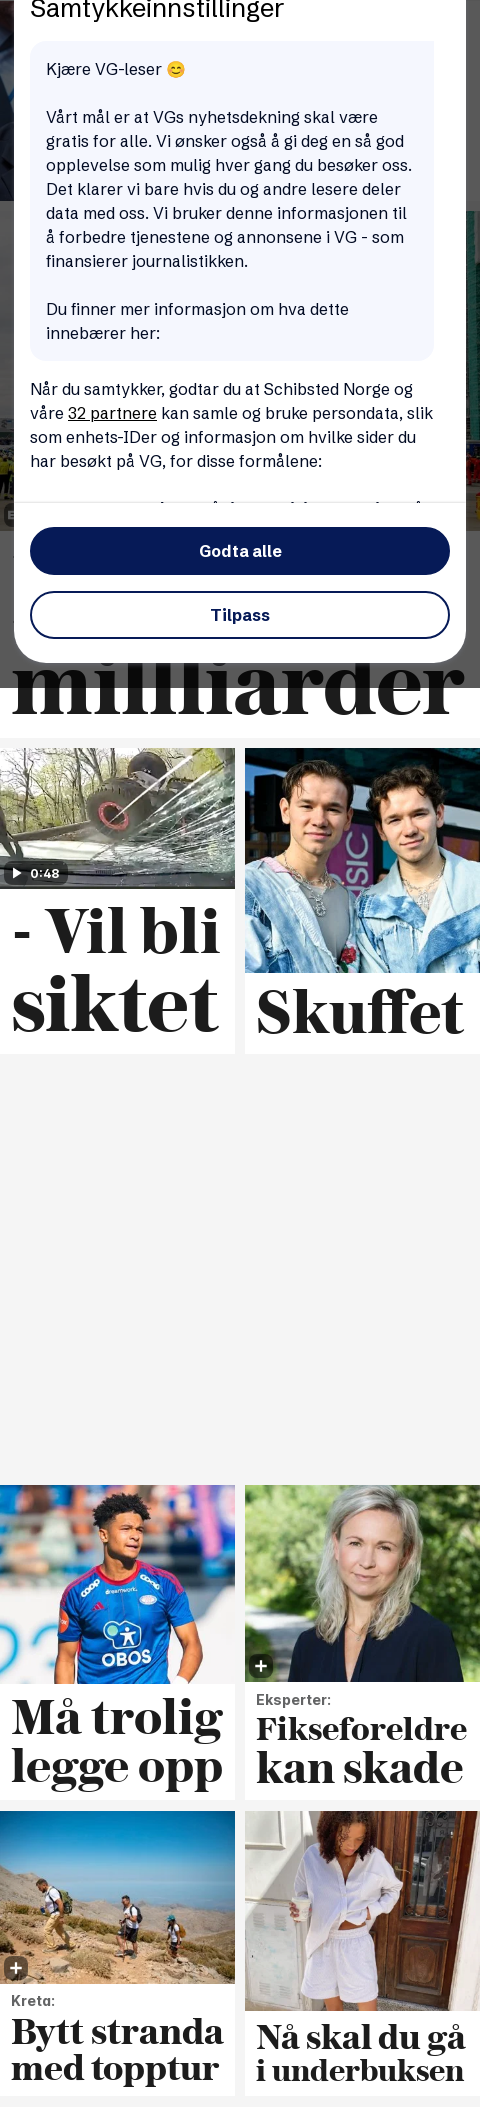 Samtykkeinnstillinger
Kjære VG-leser 😊
Vårt mål er at VGs nyhetsdekning skal være
gratis for alle. Vi ønsker også å gi deg en så god
opplevelse som mulig hver gang du besøker oss.
Det klarer vi bare hvis du og andre lesere deler
data med oss. Vi bruker denne informasjonen til
å forbedre tjenestene og annonsene i VG - som
finansierer journalistikken.
Du finner mer informasjon om hva dette
innebærer her:
Når du samtykker, godtar du at Schibsted Norge og
våre 32 partnere kan samle og bruke persondata, slik
som enhets-IDer og informasjon om hvilke sider du
har besøkt på VG, for disse formålene:
Godta alle
Tilpass
millliarder
0:48
- Vil bli
siktet
Skuffet
OBOS
Må trolig
legge opp
Eksperter:
Fikseforeldre
kan skade
Kreta:
Bytt stranda
med topptur
Nå skal du gå
i underbuksen